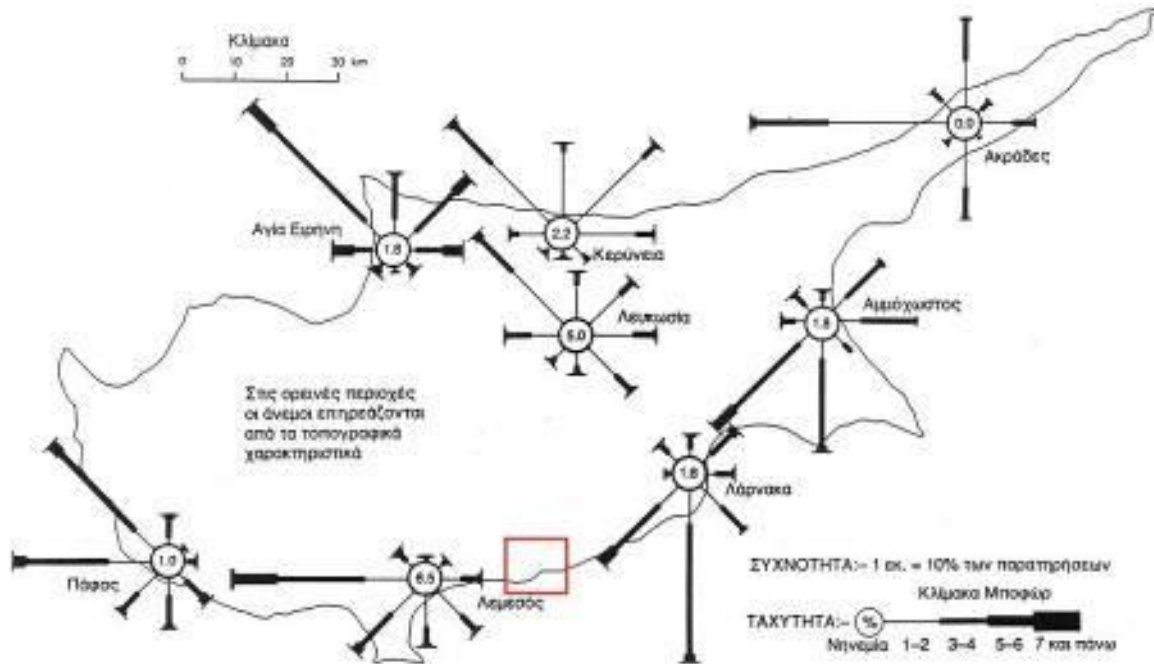 Κλίμακα
0 10 20 30 km
0,0
Ακράδες
Αγία Ειρήνη
1.8
2,2
Κερύνεια
Λευκωσία
5,0
Αμμόχωστος
1.8
Στις ορεινές περιοχές
οι άνεμοι επηρεάζονται
από τα τοπογραφικά
χαρακτηριστικά
1.8
Λάρνακα
1.0
Πάφος
6.5
Λεμεσός
ΣΥΧΝΟΤΗΤΑ:– 1 εκ. = 10% των παρατηρήσεων
Κλίμακα Μποφώρ
ΤΑΧΥΤΗΤΑ:– %
Νηνεμία 1–2 3–4 5–6 7 και πάνω